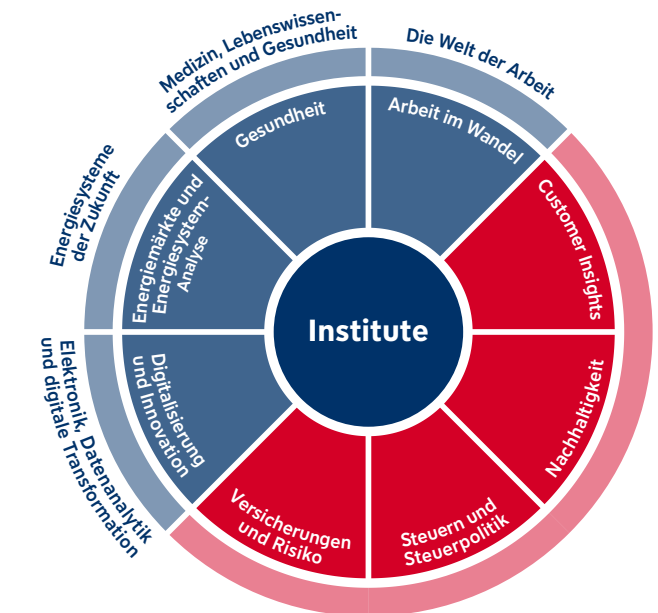 Medizin, Lebenswissen-
schaften und Gesundheit
Die Welt der Arbeit
Energiesysteme
der Zukunft
Elektronik, Datenanalytik
und digitale Transformation
Gesundheit
Arbeit im Wandel
Customer Insights
Nachhaltigkeit
Steuern und
Steuerpolitik
Versicherungen
und Risiko
Digitalisierung
und Innovation
Energiemärkte und
Energiesystem-
Analyse
Institute